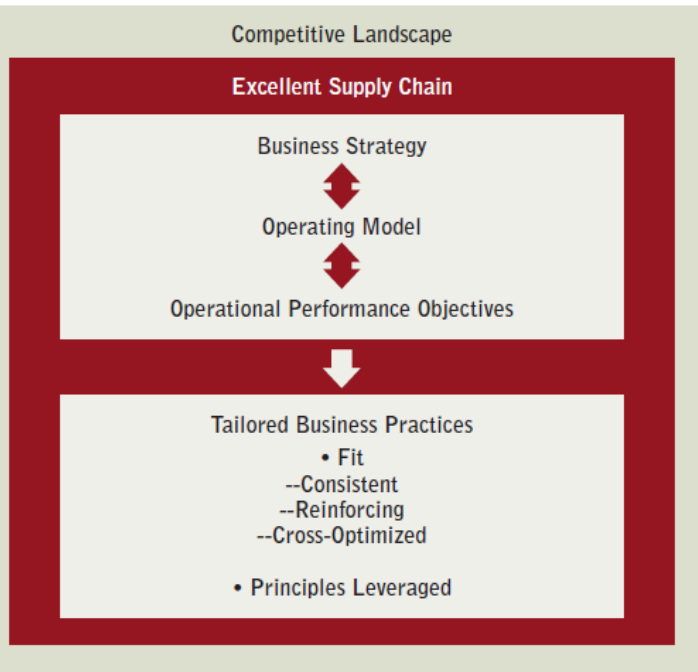 Competitive Landscape
Excellent Supply Chain
Business Strategy
Operating Model
Operational Performance Objectives
Tailored Business Practices
• Fit
--Consistent
--Reinforcing
--Cross-Optimized
• Principles Leveraged